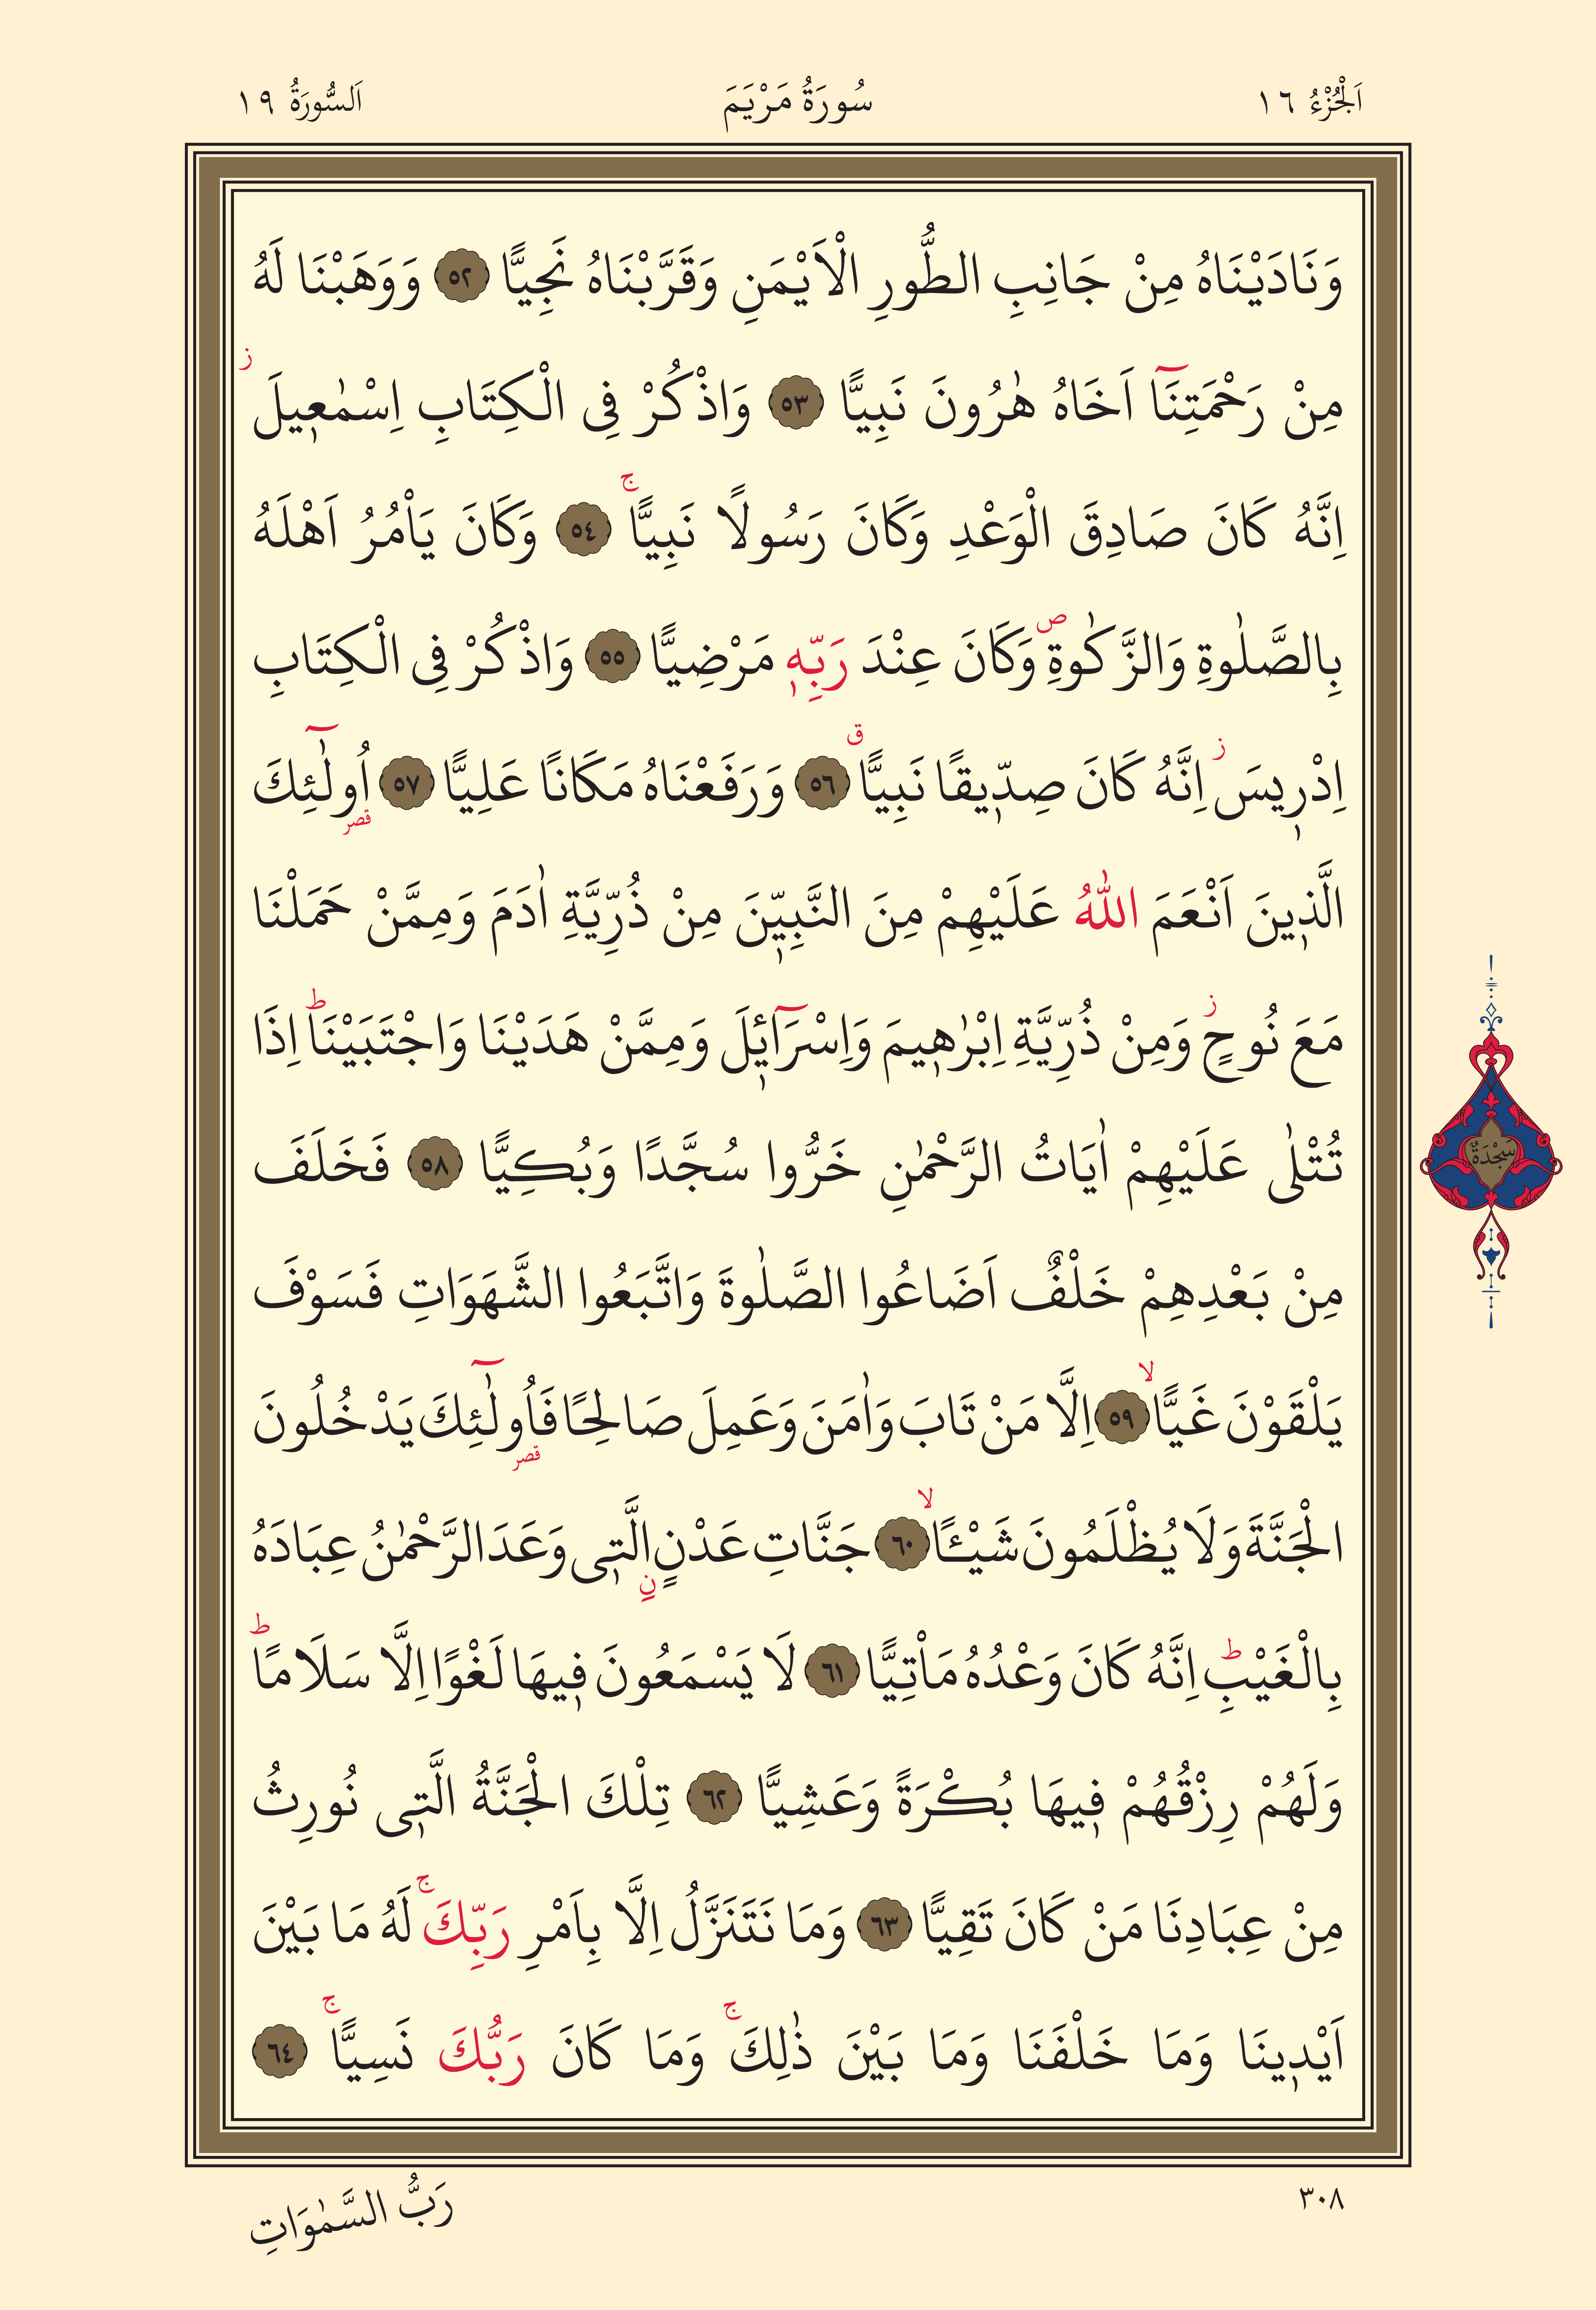 اَلْجُزْءُ ١٦ سُورَةُ مَرْيَمَ اَلسُّورَةُ ١٩
وَنَادَيْنَاهُ مِنْ جَانِبِ الطُّورِ الْاَيْمَنِ وَقَرَّبْنَاهُ نَجِيًّا ٥٢ وَوَهَبْنَا لَهُ
مِنْ رَحْمَتِنَٓا اَخَاهُ هٰرُونَ نَبِيًّا ٥٣ وَاذْكُرْ فِى الْكِتَابِ اِسْمٰعٖيلَ ز
اِنَّهُ كَانَ صَادِقَ الْوَعْدِ وَكَانَ رَسُولًا نَبِيًّا ج ٥٤ وَكَانَ يَاْمُرُ اَهْلَهُ
بِالصَّلٰوةِ وَالزَّكٰوةِ ص وَكَانَ عِنْدَ رَبِّهٖ مَرْضِيًّا ٥٥ وَاذْكُرْ فِى الْكِتَابِ
اِدْرٖيسَ ز اِنَّهُ كَانَ صِدّٖيقًا نَبِيًّا ق ٥٦ وَرَفَعْنَاهُ مَكَانًا عَلِيًّا ٥٧ اُو۬لٰٓئِكَ قصر
الَّذٖينَ اَنْعَمَ اللّٰهُ عَلَيْهِمْ مِنَ النَّبِيّٖنَ مِنْ ذُرِّيَّةِ اٰدَمَ وَمِمَّنْ حَمَلْنَا
مَعَ نُوحٍ ز وَمِنْ ذُرِّيَّةِ اِبْرٰهٖيمَ وَاِسْرَٓائٖلَ وَمِمَّنْ هَدَيْنَا وَاجْتَبَيْنَا ط اِذَا
تُتْلٰى عَلَيْهِمْ اٰيَاتُ الرَّحْمٰنِ خَرُّوا سُجَّدًا وَبُكِيًّا ٥٨ فَخَلَفَ
سَجْدَةٌ
مِنْ بَعْدِهِمْ خَلْفٌ اَضَاعُوا الصَّلٰوةَ وَاتَّبَعُوا الشَّهَوَاتِ فَسَوْفَ
يَلْقَوْنَ غَيًّا لا ٥٩ اِلَّا مَنْ تَابَ وَاٰمَنَ وَعَمِلَ صَالِحًا فَاُو۬لٰٓئِكَ قصر يَدْخُلُونَ
الْجَنَّةَ وَلَا يُظْلَمُونَ شَيْـًٔا لا ٦٠ جَنَّاتِ عَدْنٍ نِ الَّتٖى وَعَدَ الرَّحْمٰنُ عِبَادَهُ
بِالْغَيْبِ ط اِنَّهُ كَانَ وَعْدُهُ مَاْتِيًّا ٦١ لَا يَسْمَعُونَ فٖيهَا لَغْوًا اِلَّا سَلَامًا ط
وَلَهُمْ رِزْقُهُمْ فٖيهَا بُكْرَةً وَعَشِيًّا ٦٢ تِلْكَ الْجَنَّةُ الَّتٖى نُورِثُ
مِنْ عِبَادِنَا مَنْ كَانَ تَقِيًّا ٦٣ وَمَا نَتَنَزَّلُ اِلَّا بِاَمْرِ رَبِّكَ ج لَهُ مَا بَيْنَ
اَيْدٖينَا وَمَا خَلْفَنَا وَمَا بَيْنَ ذٰلِكَ ج وَمَا كَانَ رَبُّكَ نَسِيًّا ج ٦٤
٣٠٨ رَبُّ السَّمٰوَاتِ